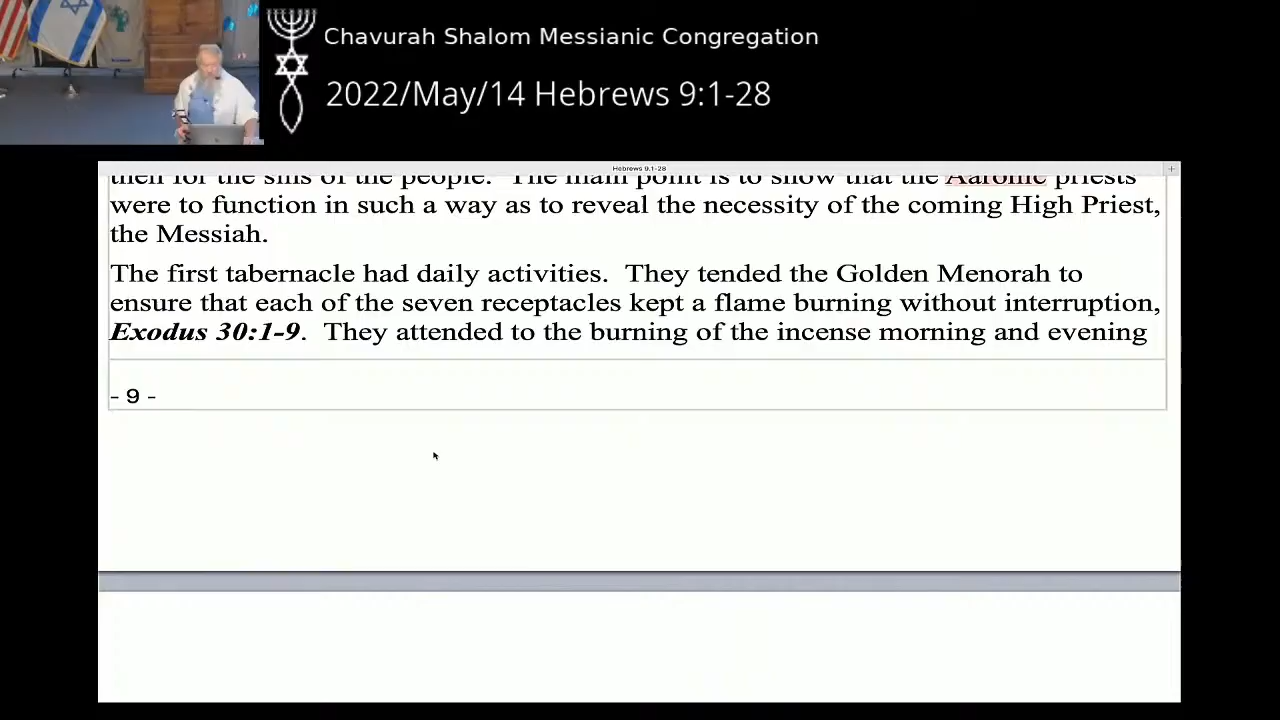 Chavurah Shalom Messianic Congregation
2022/May/14 Hebrews 9:1-28
Hebrews 9.1-28
+
then for the sins of the people. The main point is to show that the Aaronic priests
were to function in such a way as to reveal the necessity of the coming High Priest,
the Messiah.
The first tabernacle had daily activities. They tended the Golden Menorah to
ensure that each of the seven receptacles kept a flame burning without interruption,
Exodus 30:1-9. They attended to the burning of the incense morning and evening
- 9 -